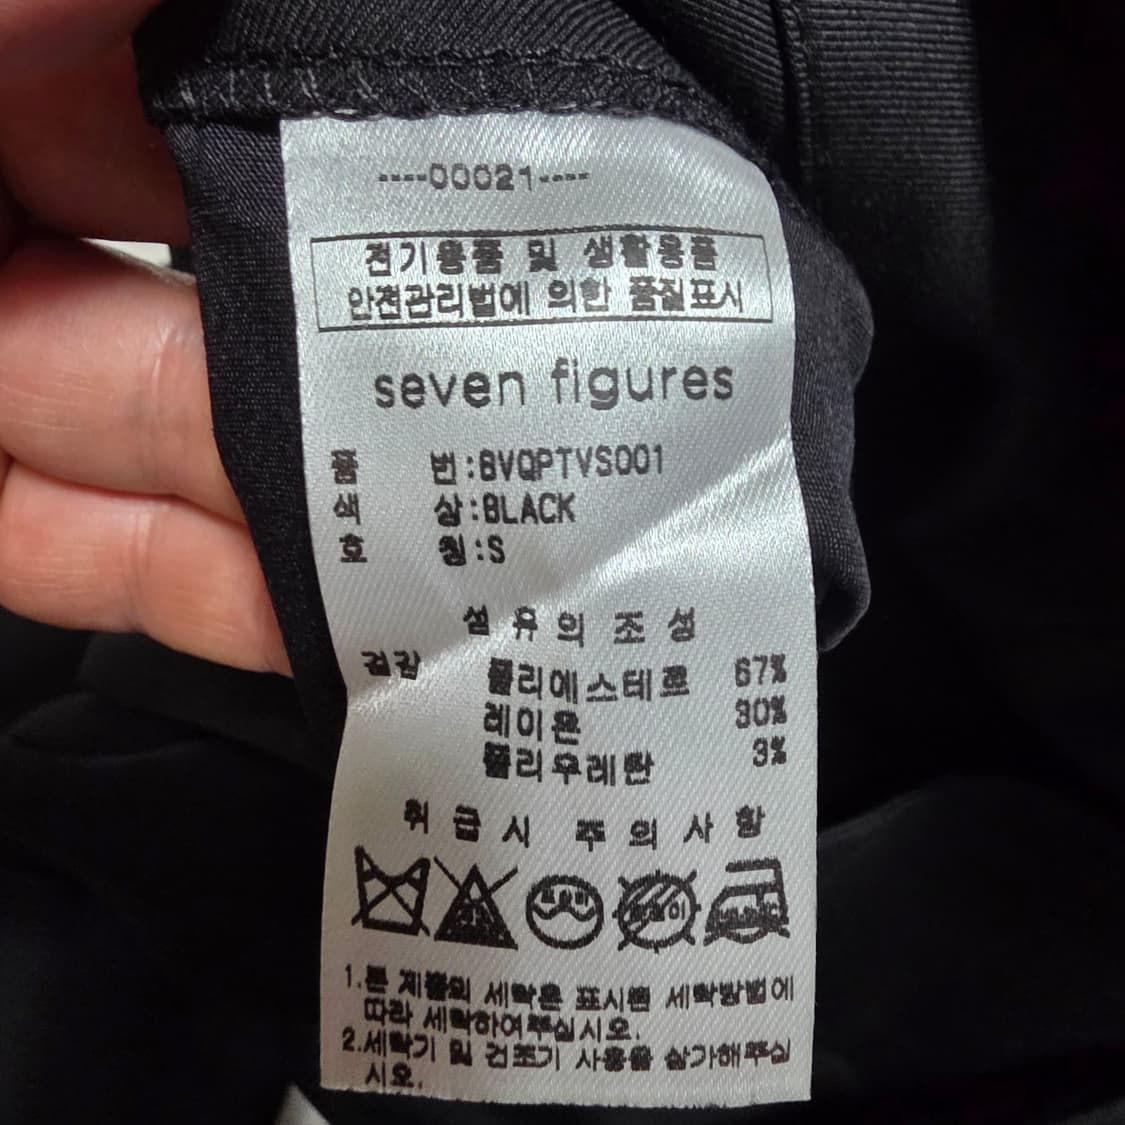 ----00021----
전기용품 및 생활용품
안전관리법에 의한 품질표시
seven figures
품 번:BVQPTVS001
색 상:BLACK
호 칭:S
섬유의 조성
겉감 폴리에스테르 67%
레이온 30%
폴리우레탄 3%
취급시 주의사항
1.본 제품의 세탁은 표시된 세탁방법에
따라 세탁하여주십시오.
2.세탁기 및 건조기 사용을 삼가해주십
시오.